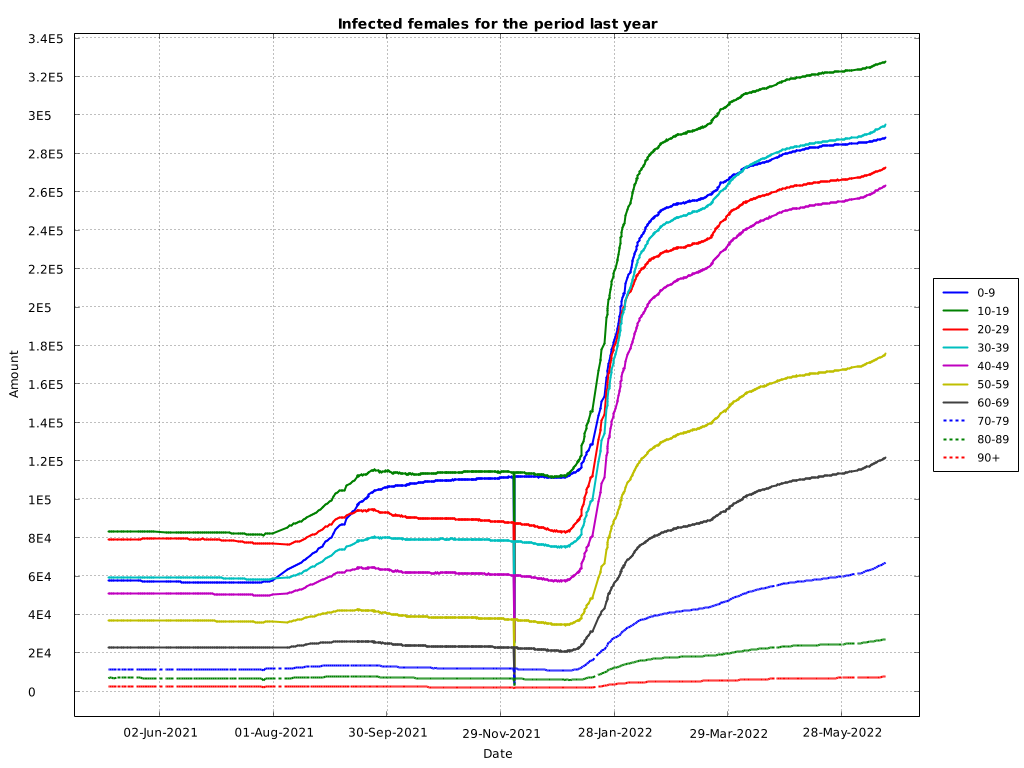 Infected females for the period last year
3.4E5
3.2E5
3E5
2.8E5
2.6E5
2.4E5
2.2E5
2E5
1.8E5
1.6E5
1.4E5
1.2E5
1E5
8E4
6E4
4E4
2E4
0
Amount
02-Jun-2021 01-Aug-2021 30-Sep-2021 29-Nov-2021 28-Jan-2022 29-Mar-2022 28-May-2022
Date
0-9
10-19
20-29
30-39
40-49
50-59
60-69
70-79
80-89
90+